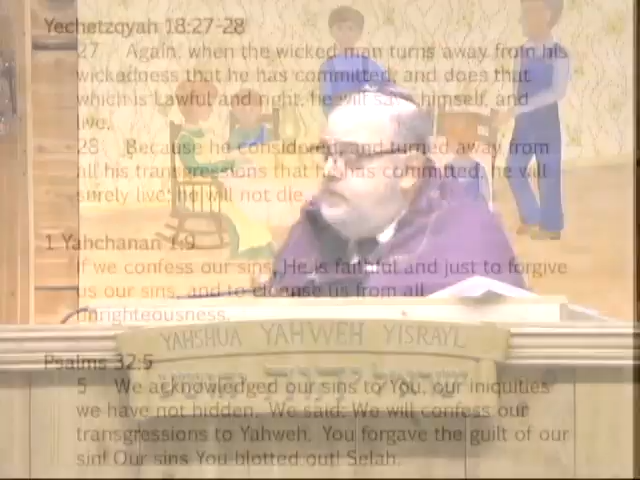 Yechetzqyah 18:27-28
27 Again, when the wicked man turns away from his
wickedness that he has committed, and does that
which is Lawful and right, he will save himself, and
live.
28 Because he considered, and turned away from
all his transgressions that he has committed, he will
surely live; he will not die.
1 Yahchanan 1:9
If we confess our sins, He is faithful and just to forgive
us our sins, and to cleanse us from all
unrighteousness.
YAHSHUA YAHWEH YISRAYL
Psalms 32:5
5 We acknowledged our sins to You, our iniquities
we have not hidden. We said: We will confess our
transgressions to Yahweh. You forgave the guilt of our
sin! Our sins You blotted out! Selah.